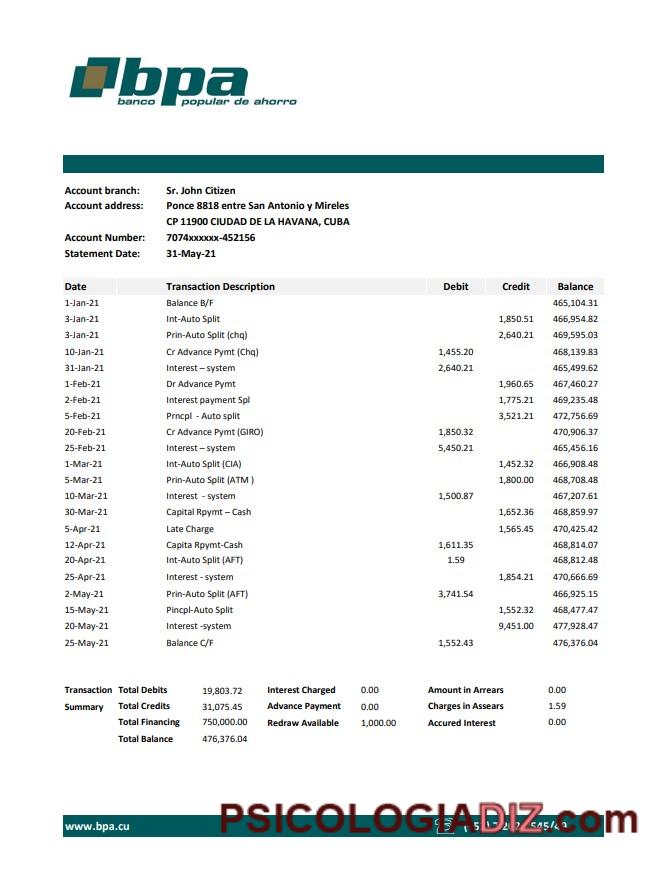 bpa
banco popular de ahorro
Account branch: Sr. John Citizen
Account address: Ponce 8818 entre San Antonio y Mireles
CP 11900 CIUDAD DE LA HAVANA, CUBA
Account Number: 7074xxxxxx-452156
Statement Date: 31-May-21
Date Transaction Description Debit Credit Balance
1-Jan-21 Balance B/F 465,104.31
3-Jan-21 Int-Auto Split 1,850.51 466,954.82
3-Jan-21 Prin-Auto Split (chq) 2,640.21 469,595.03
10-Jan-21 Cr Advance Pymt (Chq) 1,455.20 468,139.83
31-Jan-21 Interest – system 2,640.21 465,499.62
1-Feb-21 Dr Advance Pymt 1,960.65 467,460.27
2-Feb-21 Interest payment Spl 1,775.21 469,235.48
5-Feb-21 Prncpl - Auto split 3,521.21 472,756.69
20-Feb-21 Cr Advance Pymt (GIRO) 1,850.32 470,906.37
25-Feb-21 Interest – system 5,450.21 465,456.16
1-Mar-21 Int-Auto Split (CIA) 1,452.32 466,908.48
5-Mar-21 Prin-Auto Split (ATM ) 1,800.00 468,708.48
10-Mar-21 Interest - system 1,500.87 467,207.61
30-Mar-21 Capital Rpymt – Cash 1,652.36 468,859.97
5-Apr-21 Late Charge 1,565.45 470,425.42
12-Apr-21 Capita Rpymt-Cash 1,611.35 468,814.07
20-Apr-21 Int-Auto Split (AFT) 1.59 468,812.48
25-Apr-21 Interest - system 1,854.21 470,666.69
2-May-21 Prin-Auto Split (AFT) 3,741.54 466,925.15
15-May-21 Pincpl-Auto Split 1,552.32 468,477.47
20-May-21 Interest -system 9,451.00 477,928.47
25-May-21 Balance C/F 1,552.43 476,376.04
Transaction Total Debits 19,803.72 Interest Charged 0.00 Amount in Arrears 0.00
Summary Total Credits 31,075.45 Advance Payment 0.00 Charges in Assears 1.59
Total Financing 750,000.00 Redraw Available 1,000.00 Accured Interest 0.00
Total Balance 476,376.04
PSICOLOGIADIZ.com
www.bpa.cu